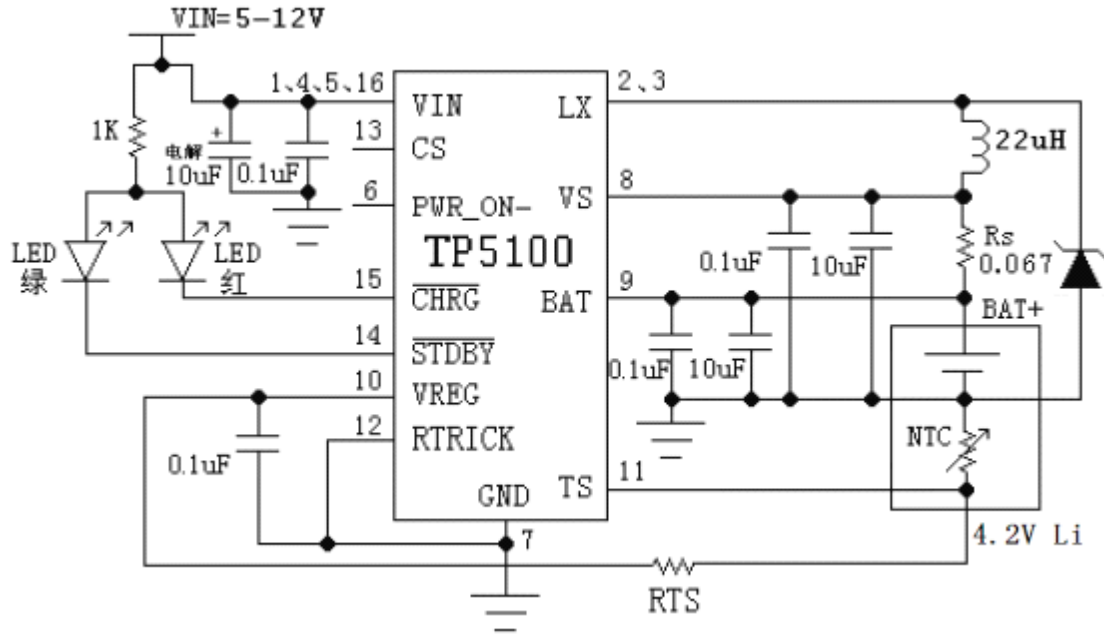 VIN=5-12V
1、4、5、16
2、3
VIN
LX
1K
电解
10uF
0.1uF
13
CS
22uH
6
PWR_ON-
8
VS
TP5100
LED
绿
LED
红
Rs
0.067
0.1uF
10uF
15
CHRG
9
BAT
BAT+
14
STDBY
0.1uF
10uF
10
VREG
12
RTRICK
0.1uF
NTC
11
TS
GND
7
4.2V Li
RTS